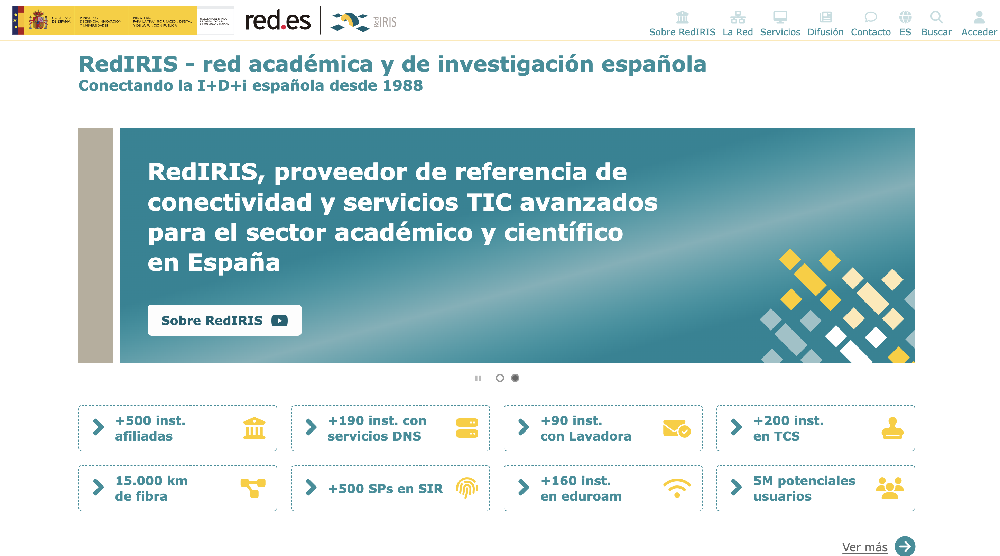 GOBIERNO
DE ESPAÑA
MINISTERIO
DE CIENCIA, INNOVACIÓN
Y UNIVERSIDADES
MINISTERIO
PARA LA TRANSFORMACIÓN DIGITAL
Y DE LA FUNCIÓN PÚBLICA
SECRETARÍA DE ESTADO
DE DIGITALIZACIÓN
E INTELIGENCIA ARTIFICIAL
red.es
RedIRIS
Sobre RedIRIS
La Red
Servicios
Difusión
Contacto
ES
Buscar
Acceder
RedIRIS - red académica y de investigación española
Conectando la I+D+i española desde 1988
RedIRIS, proveedor de referencia de
conectividad y servicios TIC avanzados
para el sector académico y científico
en España
Sobre RedIRIS
+500 inst.
afiliadas
+190 inst. con
servicios DNS
+90 inst.
con Lavadora
+200 inst.
en TCS
15.000 km
de fibra
+500 SPs en SIR
+160 inst.
en eduroam
5M potenciales
usuarios
Ver más